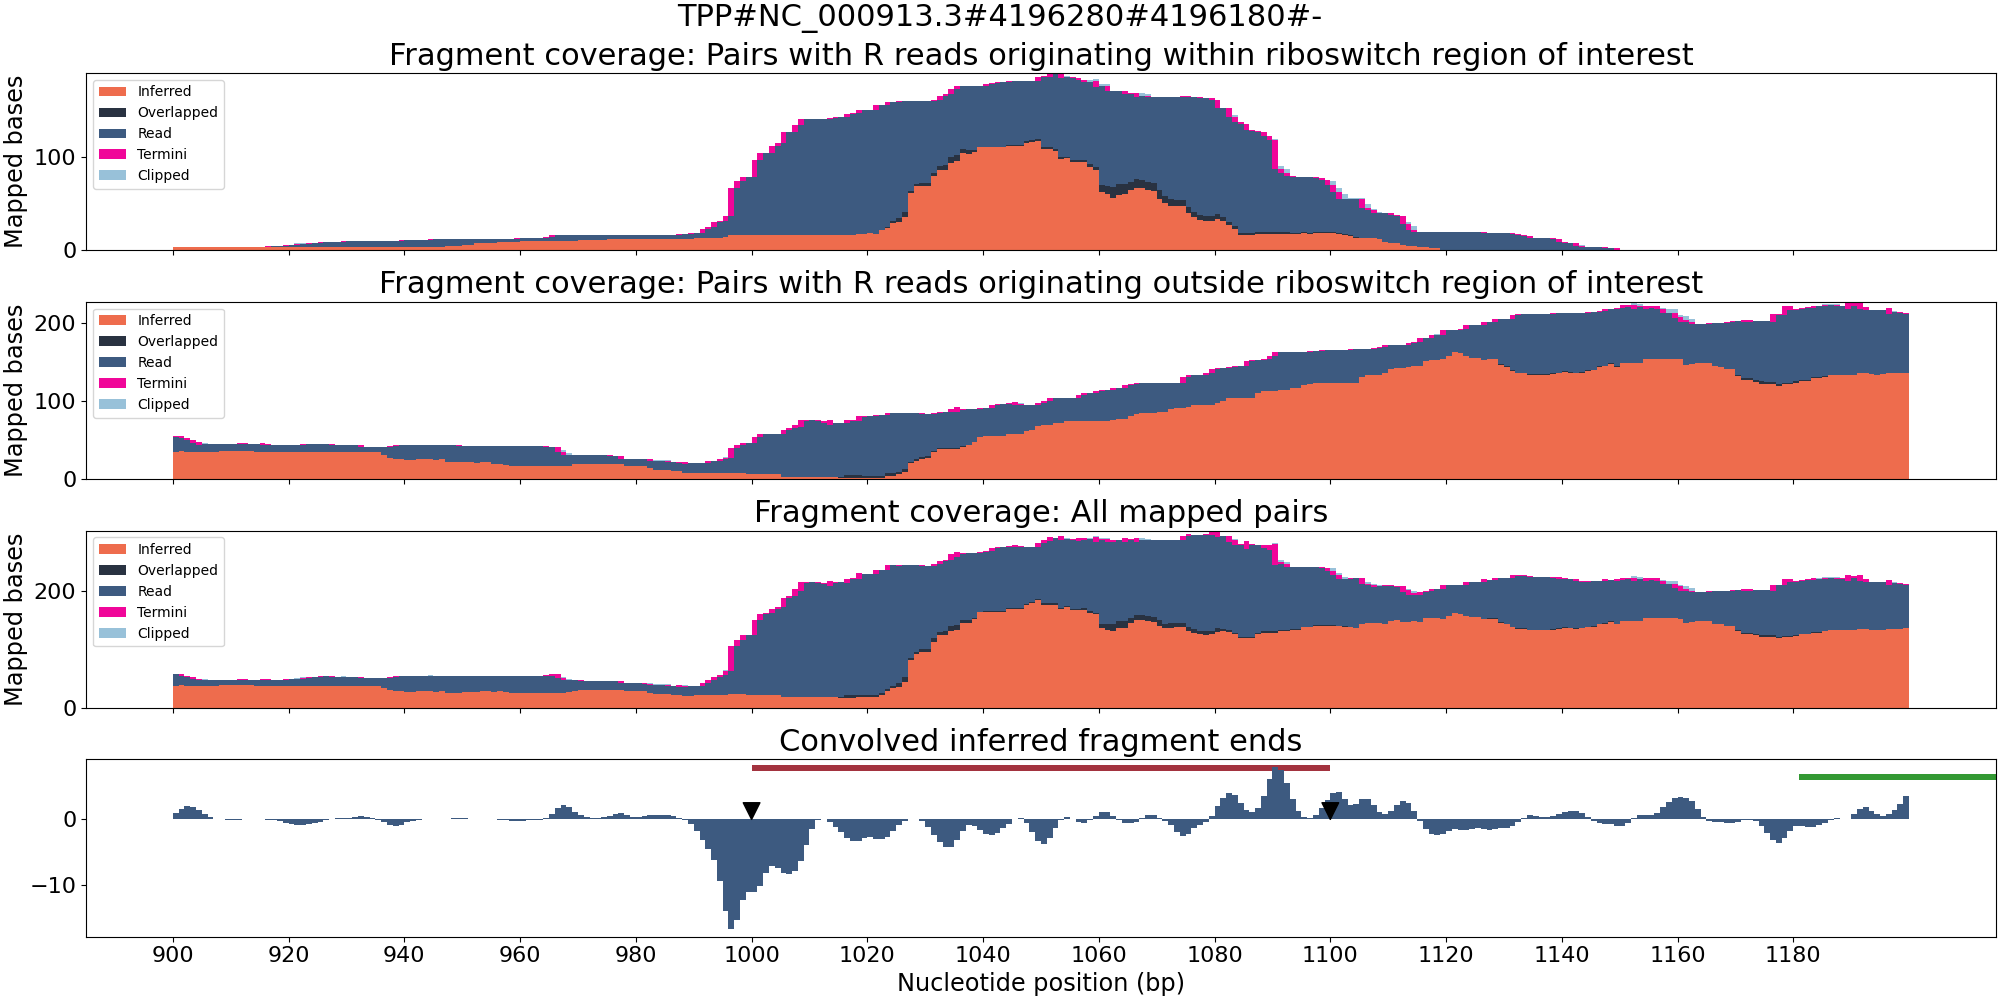 TPP#NC_000913.3#4196280#4196180#-
Fragment coverage: Pairs with R reads originating within riboswitch region of interest
Mapped bases
100
0
Inferred
Overlapped
Read
Termini
Clipped
Fragment coverage: Pairs with R reads originating outside riboswitch region of interest
Mapped bases
200
100
0
Inferred
Overlapped
Read
Termini
Clipped
Fragment coverage: All mapped pairs
Mapped bases
200
0
Inferred
Overlapped
Read
Termini
Clipped
Convolved inferred fragment ends
0
−10
900 920 940 960 980 1000 1020 1040 1060 1080 1100 1120 1140 1160 1180
Nucleotide position (bp)